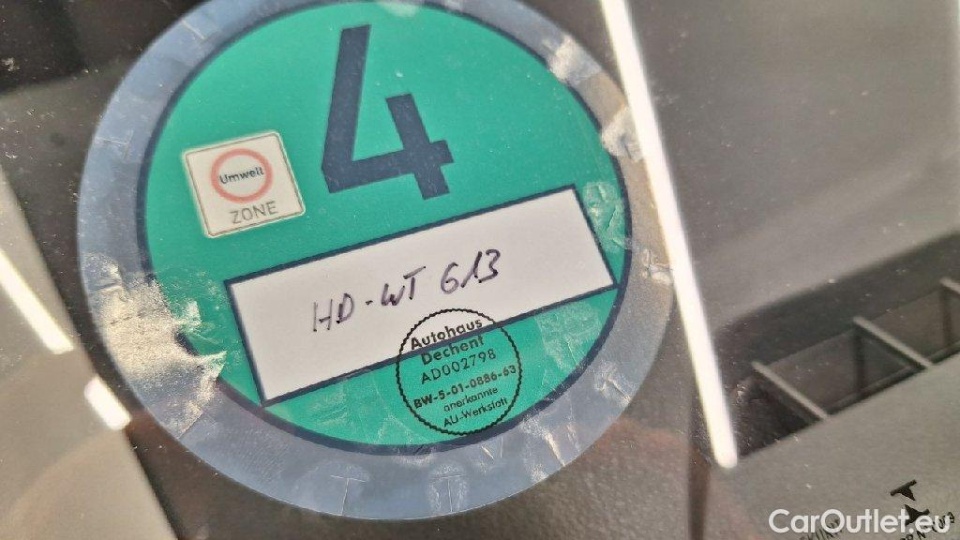 4
Umwelt
ZONE
HD-WT 613
Autohaus
Dechent
AD002798
BW-5-01-0886-63
anerkannte
AU-Werkstatt
CarOutlet.eu